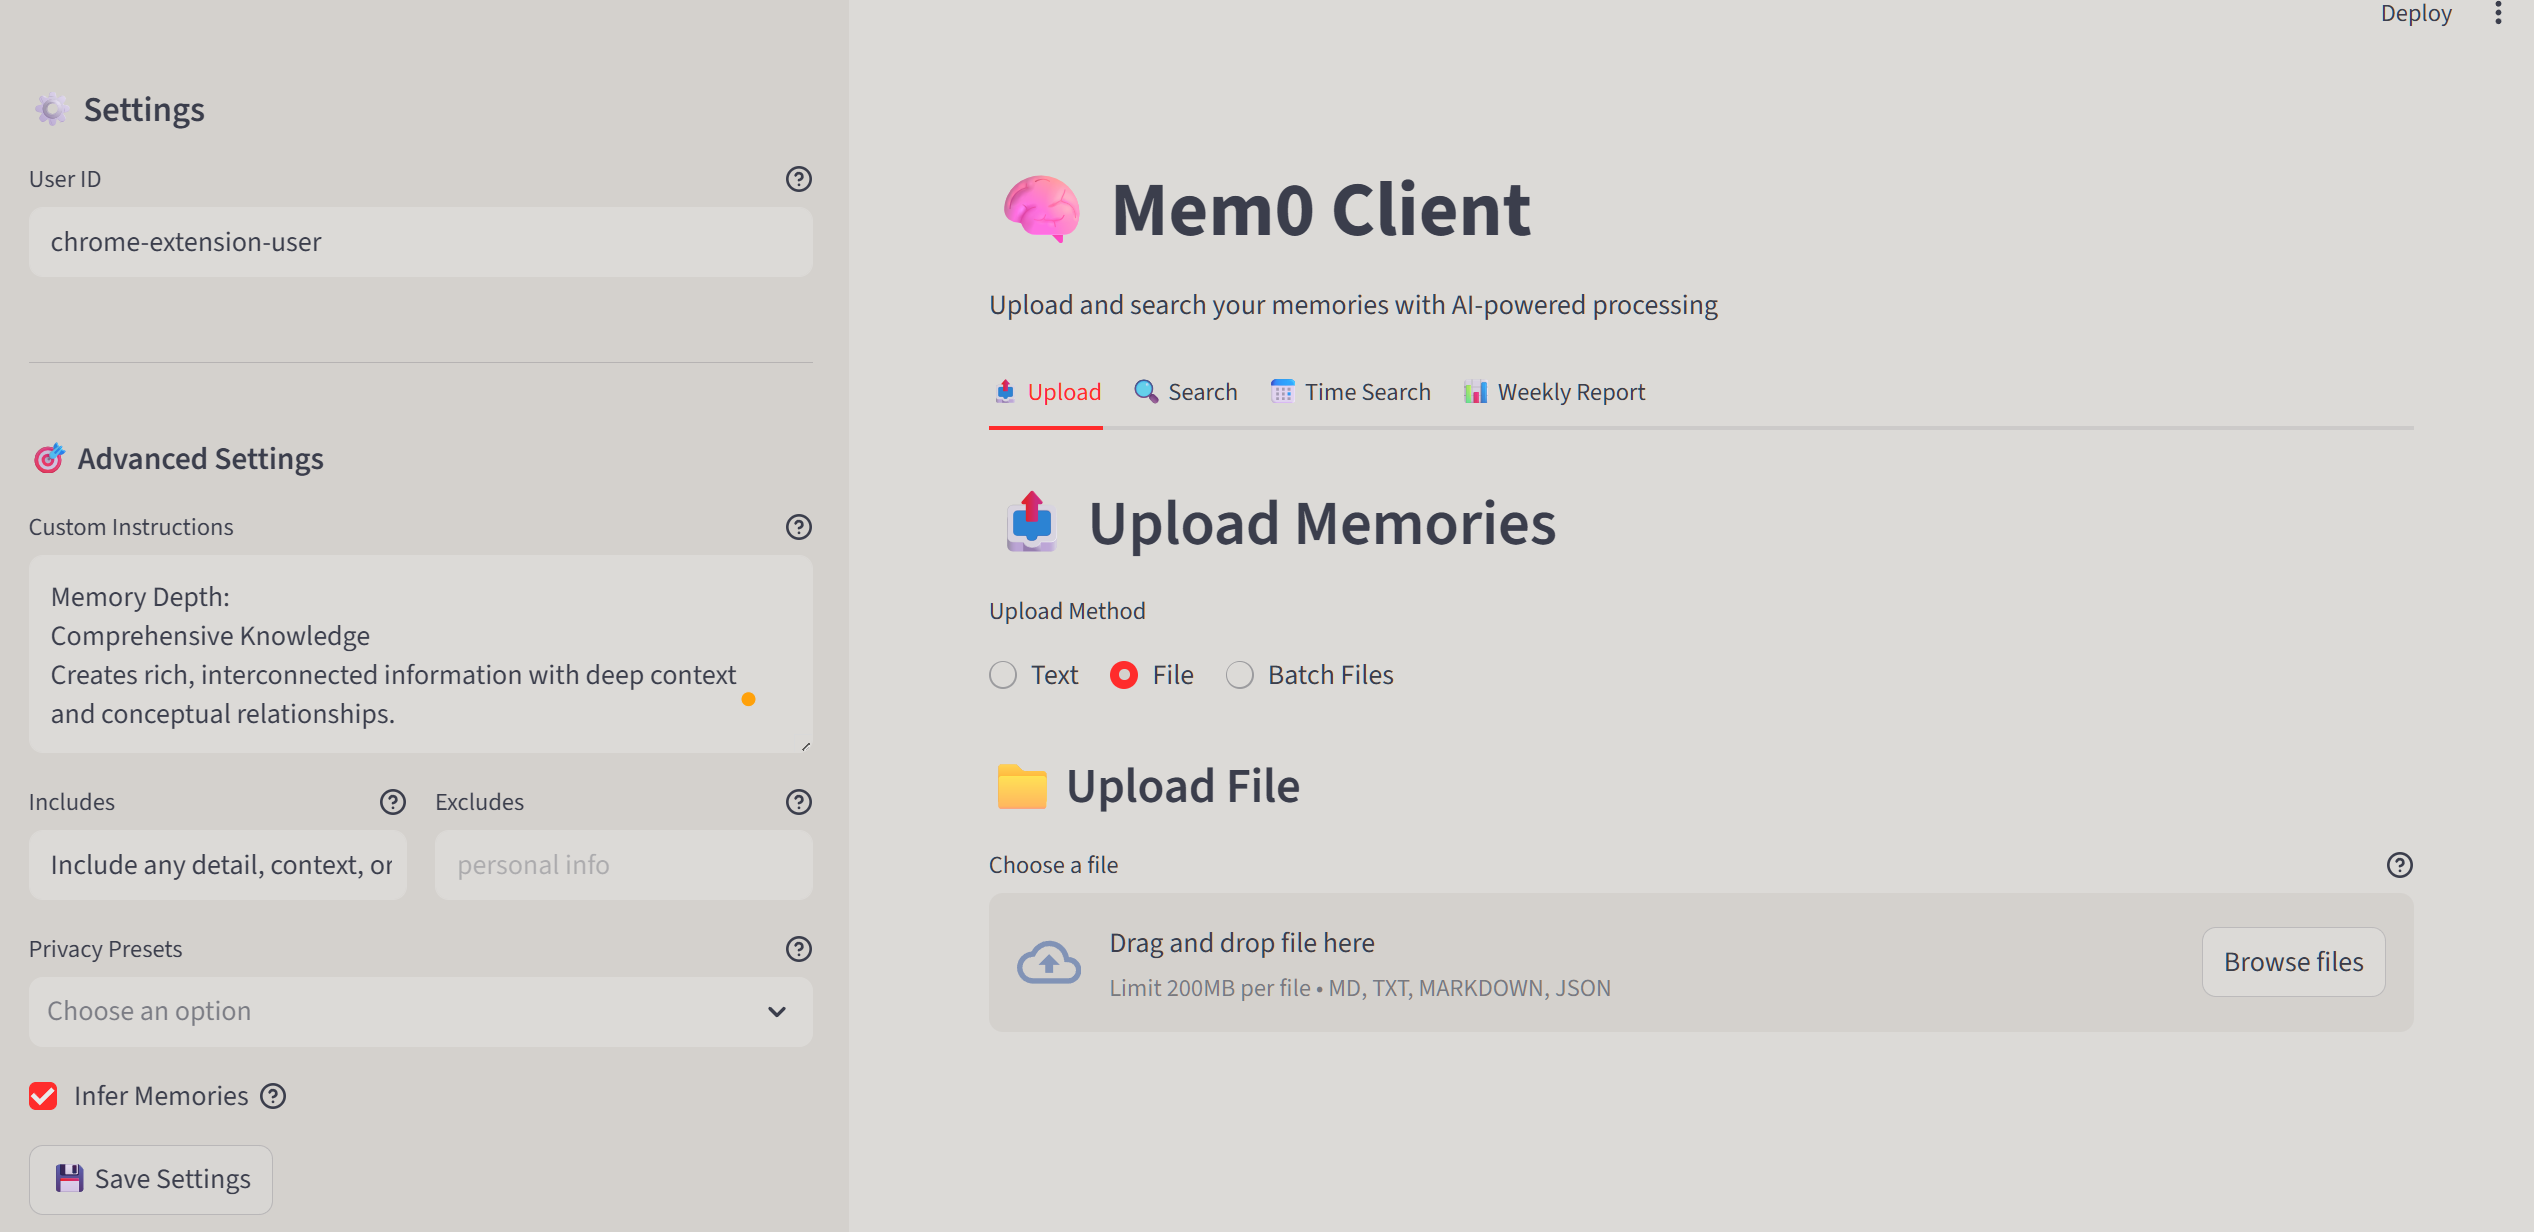 Deploy
Settings
User ID
chrome-extension-user
Advanced Settings
Custom Instructions
Memory Depth:
Comprehensive Knowledge
Creates rich, interconnected information with deep context
and conceptual relationships.
Includes
Excludes
Include any detail, context, or
personal info
Privacy Presets
Choose an option
Infer Memories
Save Settings
Mem0 Client
Upload and search your memories with AI-powered processing
Upload Search Time Search Weekly Report
Upload Memories
Upload Method
Text File Batch Files
Upload File
Choose a file
Drag and drop file here
Limit 200MB per file • MD, TXT, MARKDOWN, JSON
Browse files